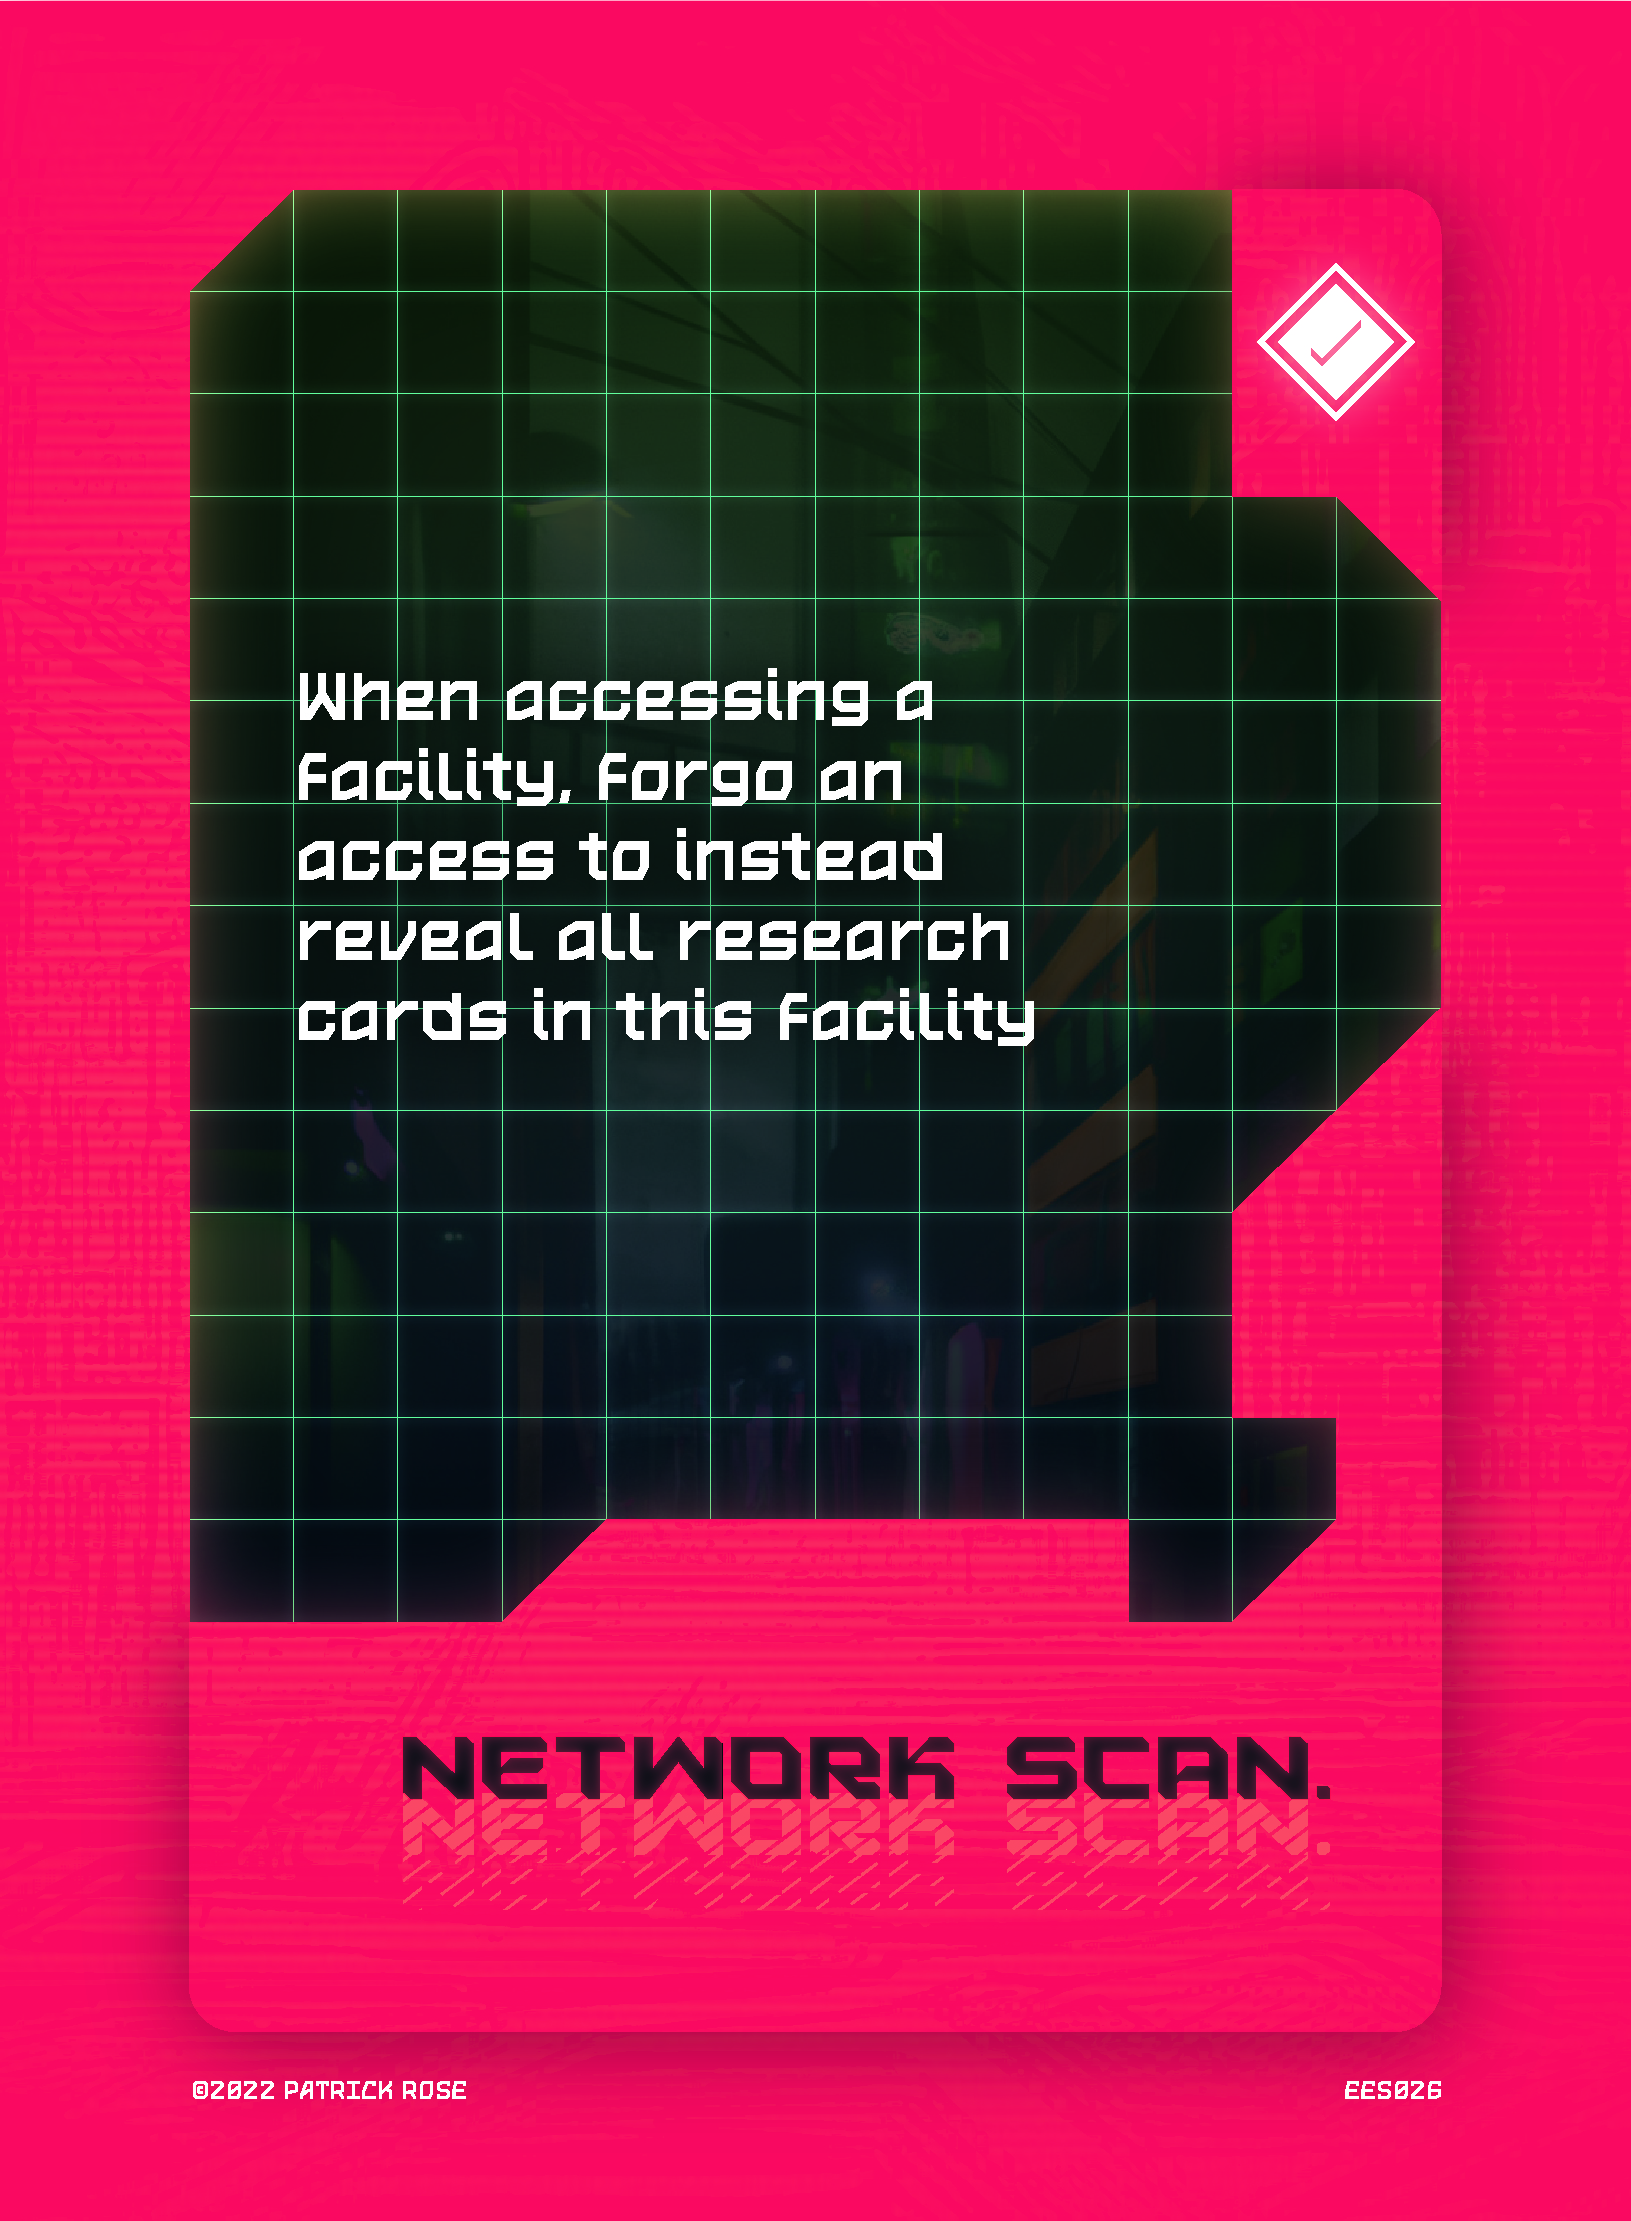 When accessing a
facility, forgo an
access to instead
reveal all research
cards in this facility
NETWORK SCAN.
NETWORK SCAN.
©2022 PATRICK ROSE
EES026